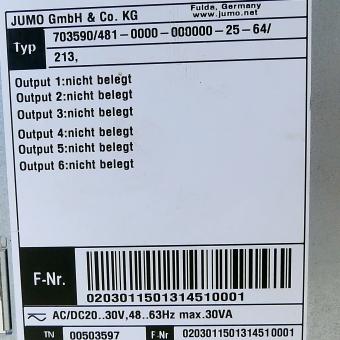 JUMO GmbH & Co. KG
Fulda, Germany
www.jumo.net
Typ
703590/481-0000-000000-25-64/
213,
Output 1:nicht belegt
Output 2:nicht belegt
Output 3:nicht belegt
Output 4:nicht belegt
Output 5:nicht belegt
Output 6:nicht belegt
F-Nr.
0203011501314510001
AC/DC20..30V,48..63Hz max.30VA
TN 00503597 F-Nr 0203011501314510001